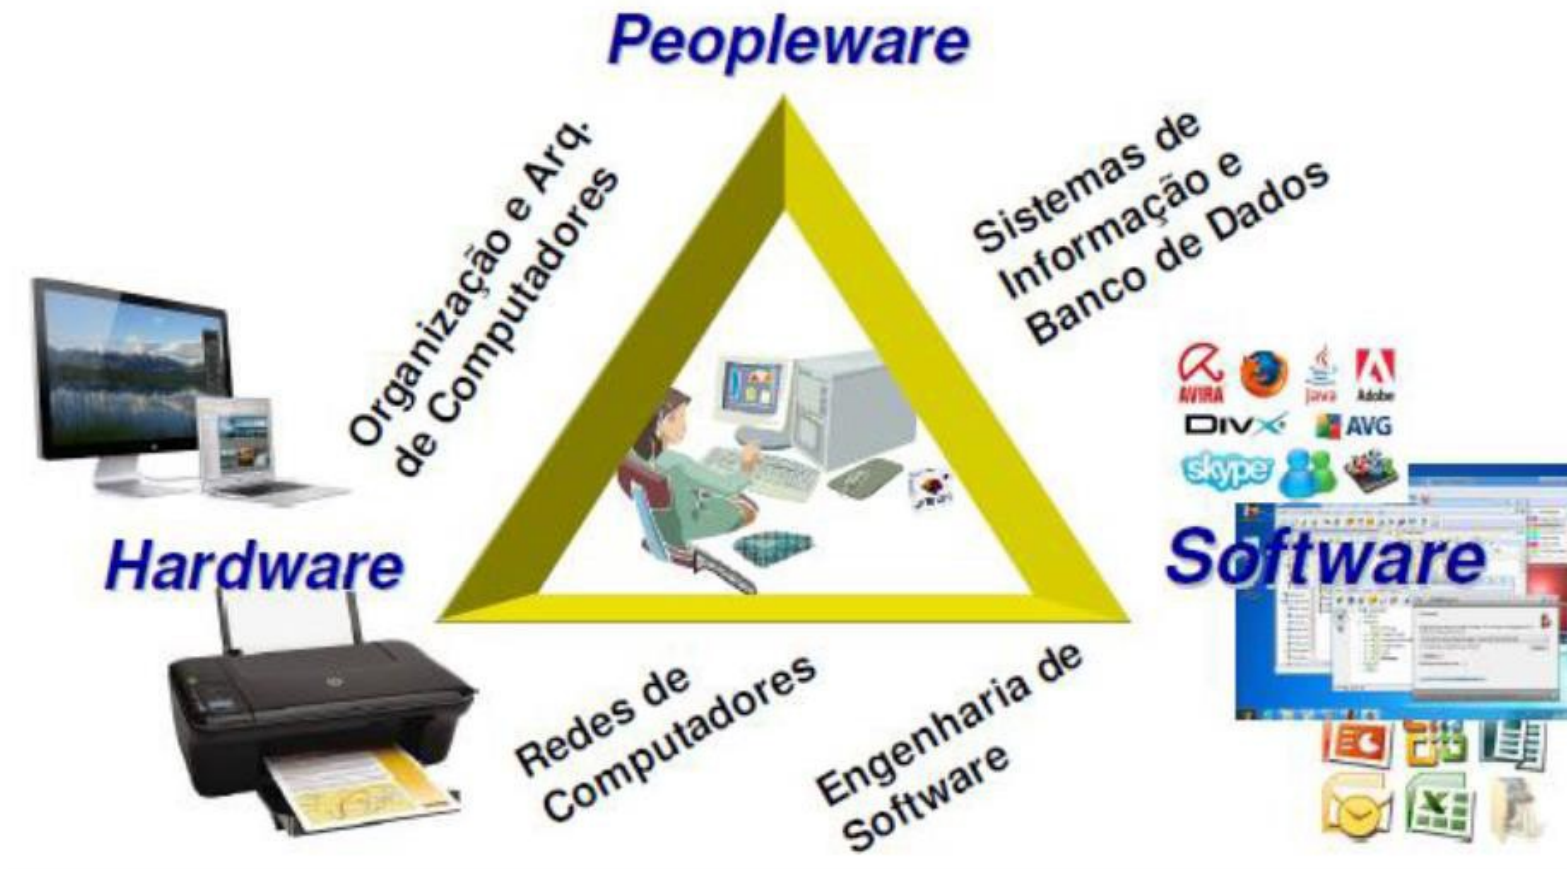 Peopleware
Organização e Arq.
de Computadores
Sistemas de
Informação e
Banco de Dados
AVIRA
Java
Adobe
DIVX
AVG
skype
Hardware
Software
Redes de
Computadores
Engenharia de
Software